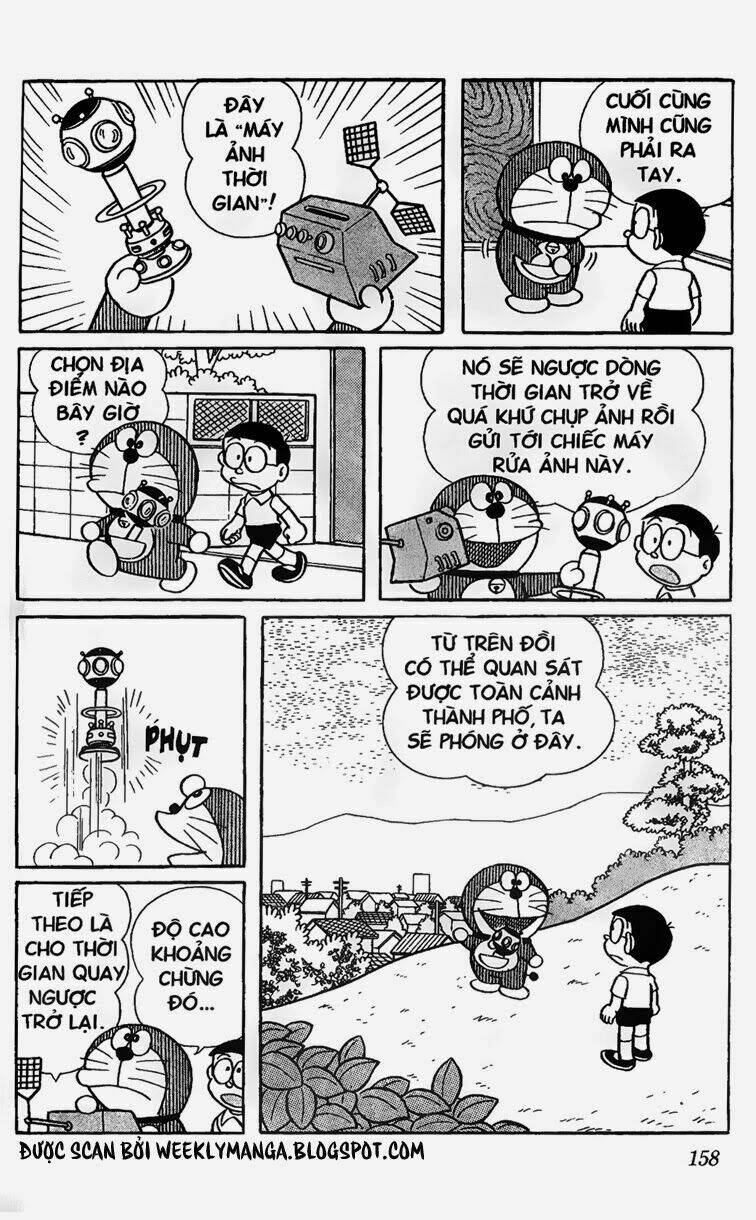 CUỐI CÙNG
MÌNH CŨNG
PHẢI RA
TAY.
ĐÂY
LÀ "MÁY
ẢNH
THỜI
GIAN"!
NÓ SẼ NGƯỢC DÒNG
THỜI GIAN TRỞ VỀ
QUÁ KHỨ CHỤP ẢNH RỒI
GỬI TỚI CHIẾC MÁY
RỬA ẢNH NÀY.
CHỌN ĐỊA
ĐIỂM NÀO
BÂY GIỜ
?
TỪ TRÊN ĐỒI
CÓ THỂ QUAN SÁT
ĐƯỢC TOÀN CẢNH
THÀNH PHỐ, TA
SẼ PHÓNG Ở ĐÂY.
PHỤT
ĐỘ CAO
KHOẢNG
CHỪNG
ĐÓ...
TIẾP
THEO LÀ
CHO THỜI
GIAN QUAY
NGƯỢC
TRỞ LẠI.
ĐƯỢC SCAN BỞI WEEKLYMANGA.BLOGSPOT.COM
158